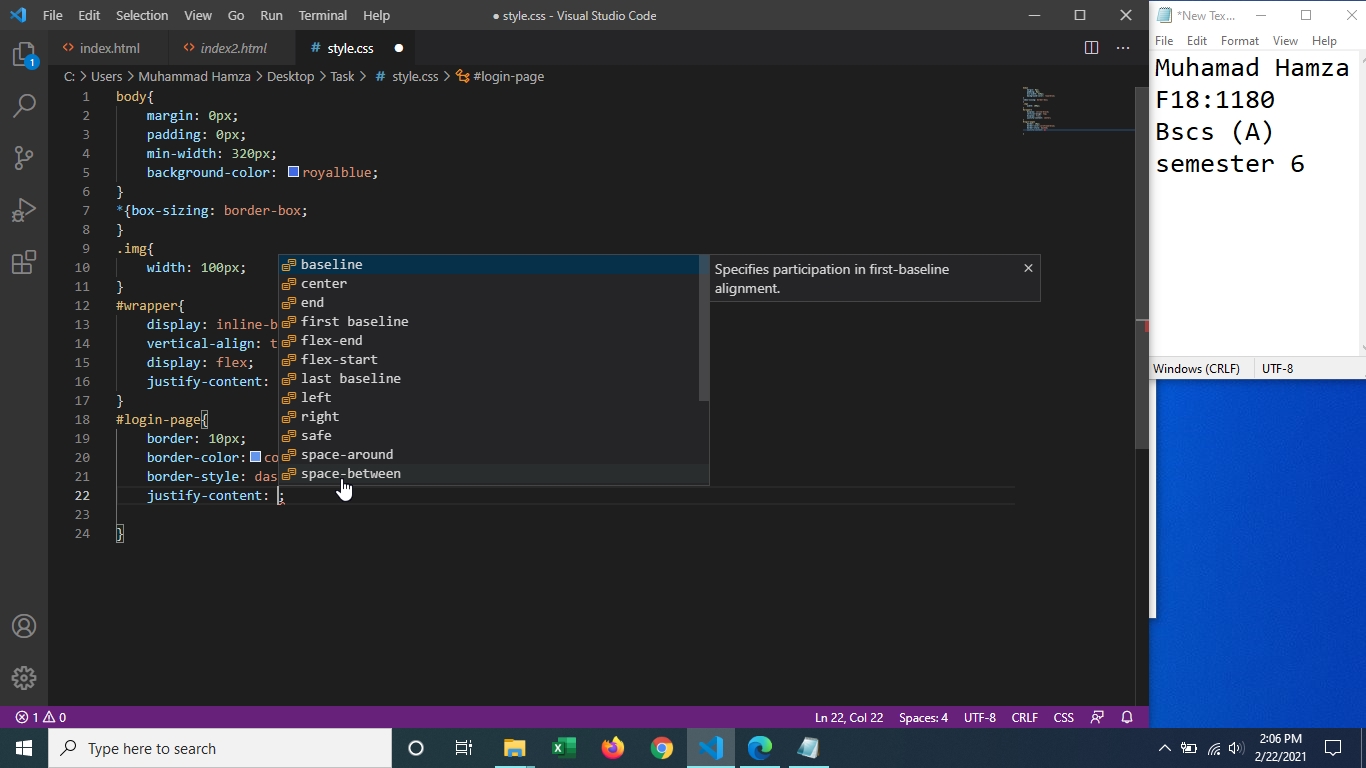 File Edit Selection View Go Run Terminal Help
● style.css - Visual Studio Code
index.html
index2.html
# style.css
C: > Users > Muhammad Hamza > Desktop > Task > # style.css > #login-page
1 body{
2 margin: 0px;
3 padding: 0px;
4 min-width: 320px;
5 background-color: royalblue;
6 }
7 *{box-sizing: border-box;
8 }
9 .img{
10 width: 100px;
11 }
12 #wrapper{
13 display: inline-b
14 vertical-align: t
15 display: flex;
16 justify-content:
17 }
18 #login-page{
19 border: 10px;
20 border-color: co
21 border-style: das
22 justify-content: ;
23
24 }
baseline
center
end
first baseline
flex-end
flex-start
last baseline
left
right
safe
space-around
space-between
Specifies participation in first-baseline
alignment.
1
1 0
Ln 22, Col 22 Spaces: 4 UTF-8 CRLF CSS
*New Tex...
File Edit Format View Help
Muhamad Hamza
F18:1180
Bscs (A)
semester 6
Windows (CRLF) UTF-8
Type here to search
2:06 PM
2/22/2021